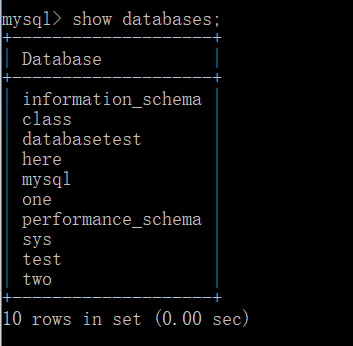 mysql> show databases;
+--------------------+
| Database           |
+--------------------+
| information_schema |
| class              |
| databasetest       |
| here               |
| mysql              |
| one                |
| performance_schema |
| sys                |
| test               |
| two                |
+--------------------+
10 rows in set (0.00 sec)